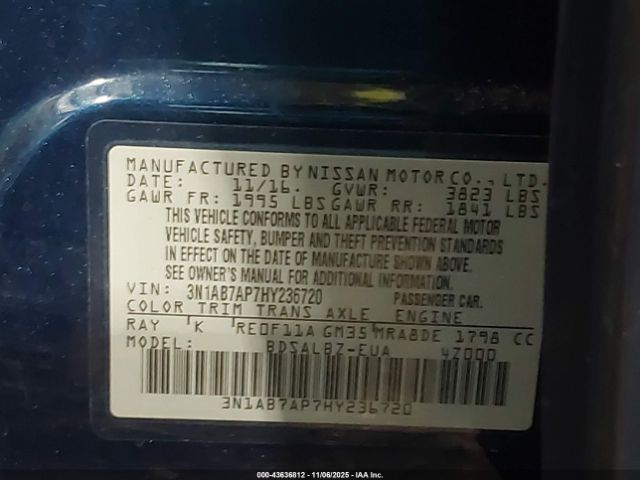 MANUFACTURED BY NISSAN MOTOR CO., LTD.
DATE: 11/16. GVWR: 3823 LBS
GAWR FR: 1995 LBS GAWR RR: 1841 LBS
THIS VEHICLE CONFORMS TO ALL APPLICABLE FEDERAL MOTOR
VEHICLE SAFETY, BUMPER AND THEFT PREVENTION STANDARDS
IN EFFECT ON THE DATE OF MANUFACTURE SHOWN ABOVE.
SEE OWNER'S MANUAL FOR ADDITIONAL INFORMATION.
VIN: 3N1AB7AP7HY236720 PASSENGER CAR.
COLOR TRIM TRANS AXLE ENGINE
RAY K RE0F11A GM35 MRA8DE 1798 CC
MODEL: BDSALBZ-EUA 4Z000
3N1AB7AP7HY236720
000-43636812 - 11/06/2025 - IAA Inc.